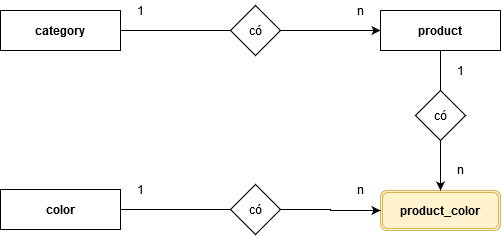 1
n
category
có
product
1
có
n
1
n
color
có
product_color